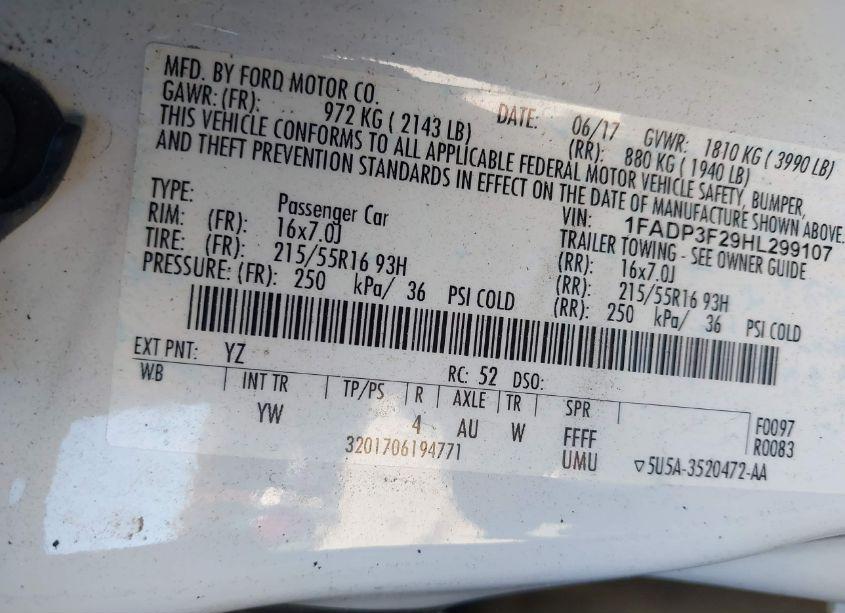 MFD. BY FORD MOTOR CO.
DATE: 06/17 GVWR: 1810 KG ( 3990 LB)
GAWR: (FR): 972 KG ( 2143 LB) (RR): 880 KG ( 1940 LB)
THIS VEHICLE CONFORMS TO ALL APPLICABLE FEDERAL MOTOR VEHICLE SAFETY, BUMPER,
AND THEFT PREVENTION STANDARDS IN EFFECT ON THE DATE OF MANUFACTURE SHOWN ABOVE.
VIN: 1FADP3F29HL299107
TYPE: Passenger Car TRAILER TOWING - SEE OWNER GUIDE
RIM: (FR): 16x7.0J (RR): 16x7.0J
TIRE: (FR): 215/55R16 93H (RR): 215/55R16 93H
PRESSURE: (FR): 250 kPa/ 36 PSI COLD (RR): 250 kPa/ 36 PSI COLD
EXT PNT: YZ RC: 52 DSO:
WB INT TR TP/PS R AXLE TR SPR
YW 4 AU W FFFF F0097
3201706194771 UMU R0083
▽5U5A-3520472-AA